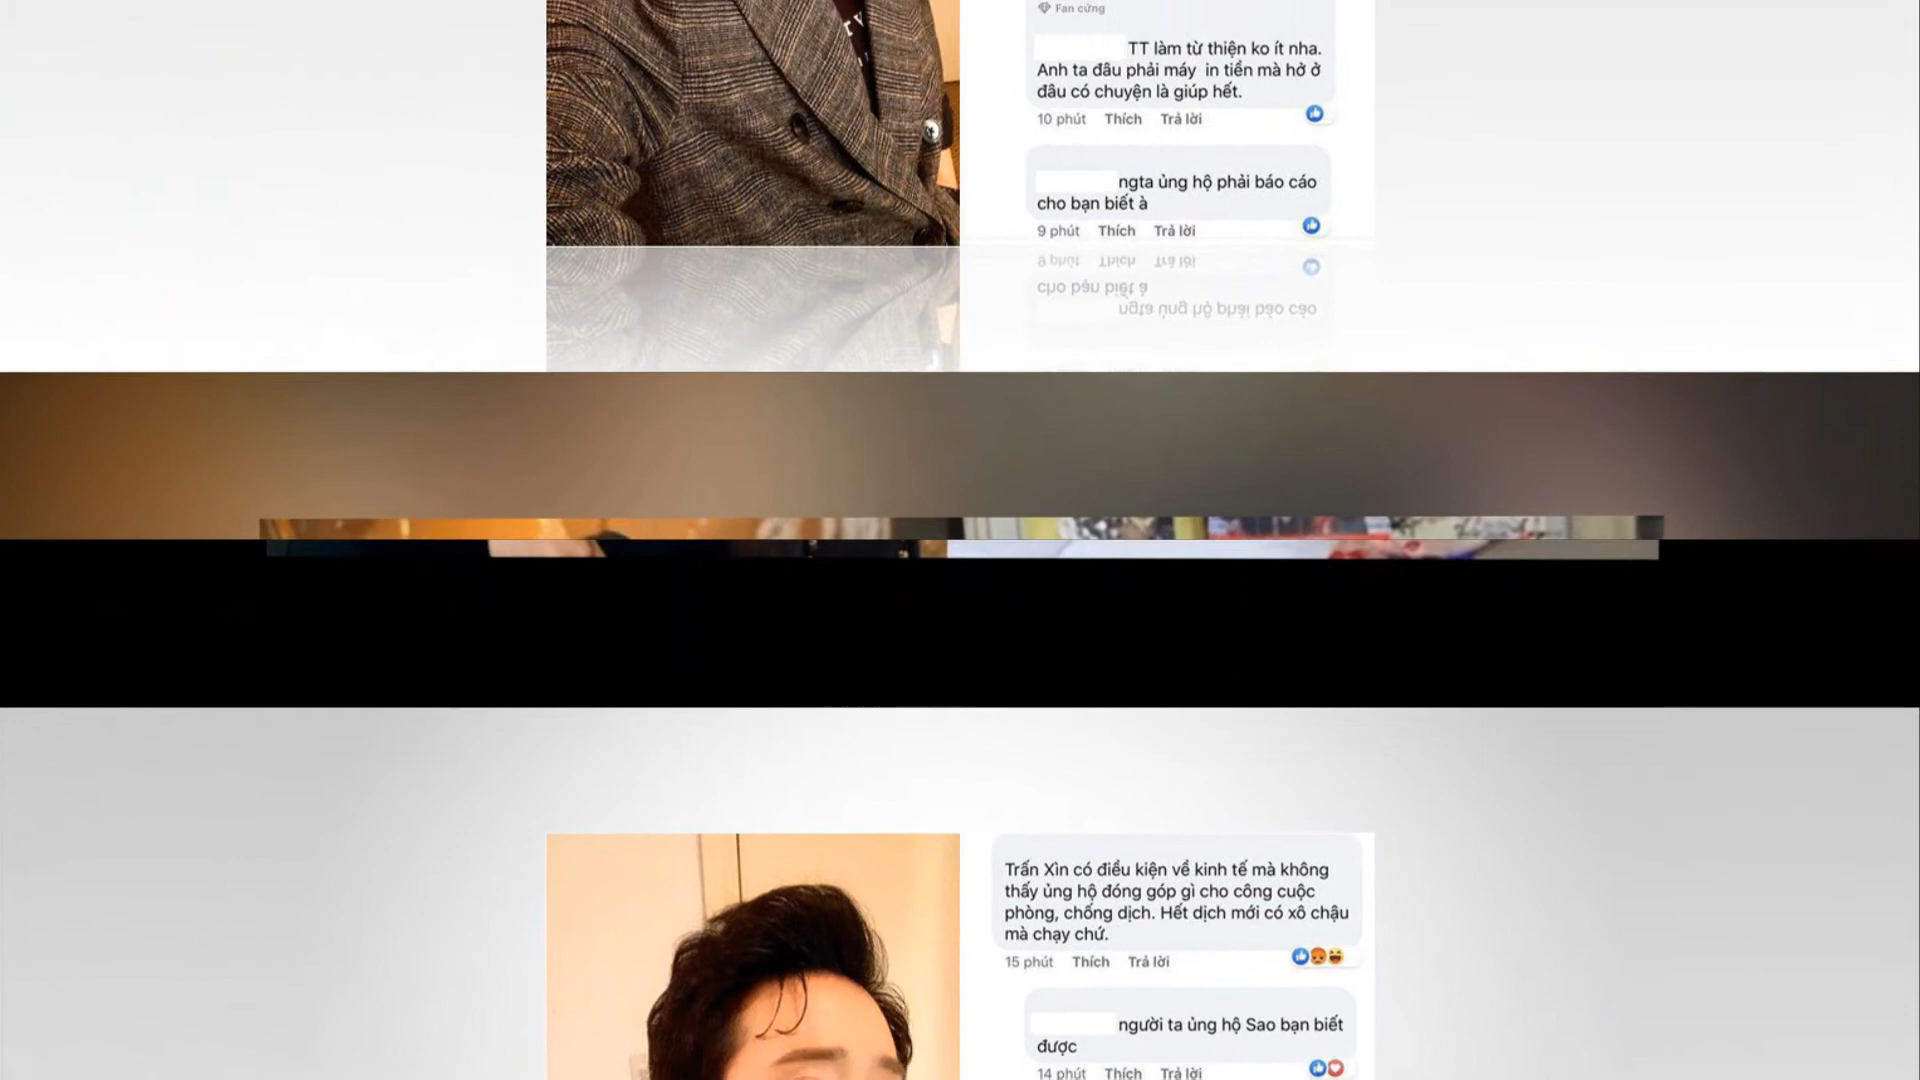 Fan cứng
TT làm từ thiện ko ít nha.
Anh ta đâu phải máy in tiền mà hở ở
đâu có chuyện là giúp hết.
10 phút Thích Trả lời
ngta ủng hộ phải báo cáo
cho bạn biết à
9 phút Thích Trả lời
Trấn Xìn có điều kiện về kinh tế mà không
thấy ủng hộ đóng góp gì cho công cuộc
phòng, chống dịch. Hết dịch mới có xô chậu
mà chạy chứ.
15 phút Thích Trả lời
người ta ủng hộ Sao bạn biết
được
14 phút Thích Trả lời